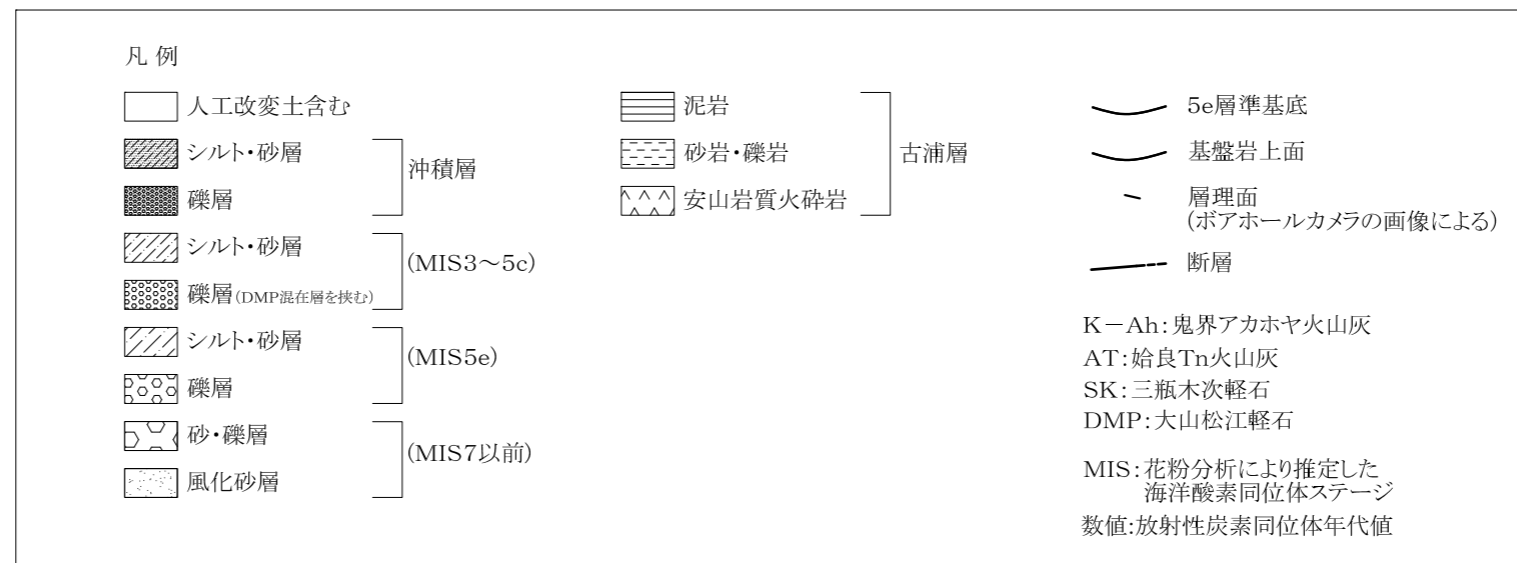 凡 例
人工改変土含む
シルト・砂層
沖積層
礫層
シルト・砂層
(MIS3～5c)
礫層(DMP混在層を挟む)
シルト・砂層
(MIS5e)
礫層
砂・礫層
(MIS7以前)
風化砂層
泥岩
砂岩・礫岩
古浦層
安山岩質火砕岩
5e層準基底
基盤岩上面
層理面
(ボアホールカメラの画像による)
断層
K－Ah：鬼界アカホヤ火山灰
AT：姶良Tn火山灰
SK：三瓶木次軽石
DMP：大山松江軽石
MIS：花粉分析により推定した
海洋酸素同位体ステージ
数値：放射性炭素同位体年代値